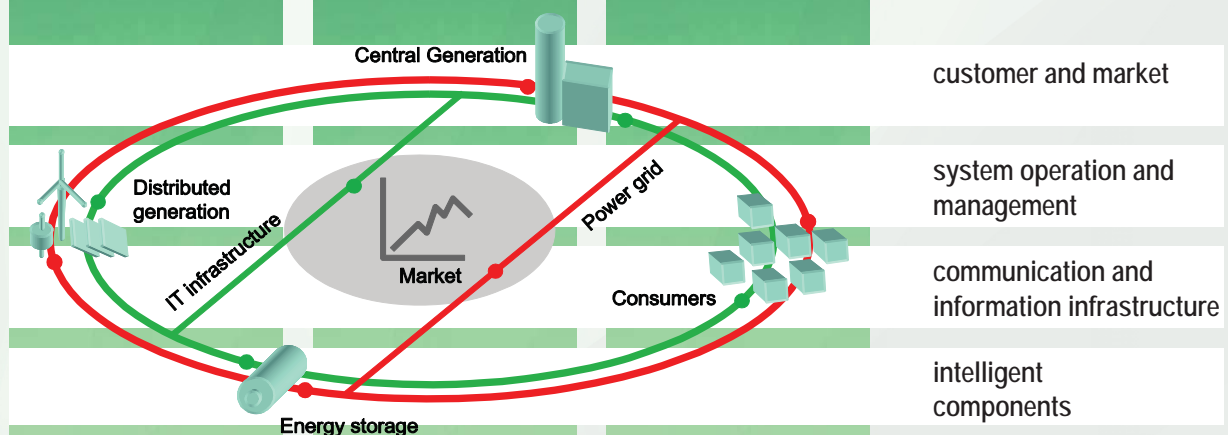 Central Generation
customer and market
Distributed
generation
IT infrastructure
Power grid
Market
Consumers
Energy storage
system operation and
management
communication and
information infrastructure
intelligent
components